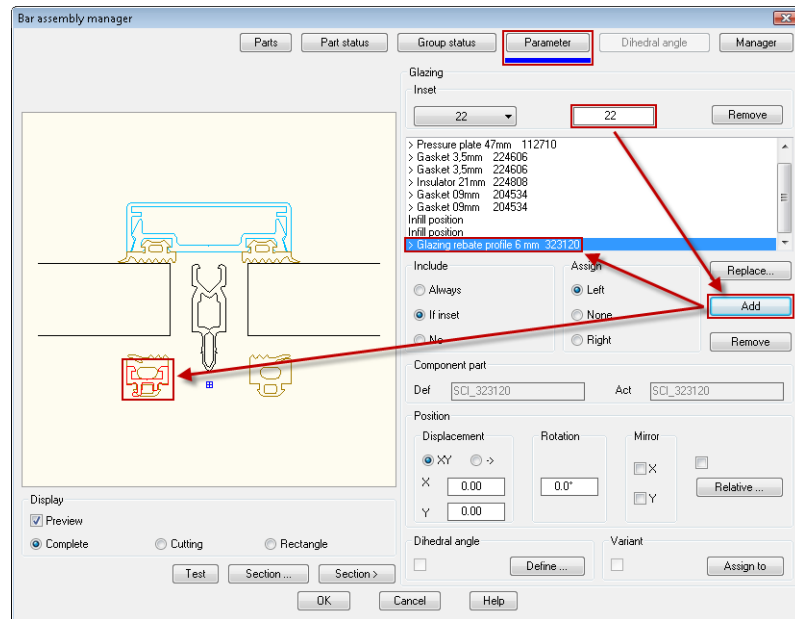 Bar assembly manager
Parts Part status Group status Parameter Dihedral angle Manager
Glazing
Inset
22 22 Remove
> Pressure plate 47mm 112710
> Gasket 3,5mm 224606
> Gasket 3,5mm 224606
> Insulator 21mm 224808
> Gasket 09mm 204534
> Gasket 09mm 204534
Infill position
Infill position
> Glazing rebate profile 6 mm 323120
Include Assign Replace...
Always Left Add
If inset None
No Right Remove
Component part
Def SCI_323120 Act SCI_323120
Position
Displacement Rotation Mirror
XY -> X
X 0.00 0.0° Relative ...
Y 0.00 Y
Display
Preview
Complete Cutting Rectangle
Dihedral angle Variant
Define ... Assign to
Test Section ... Section >
OK Cancel Help